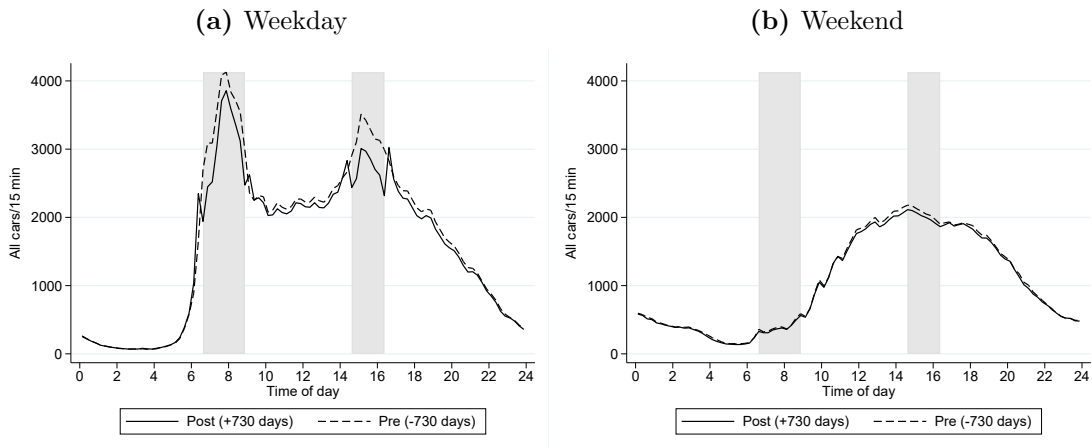 (a) Weekday
(b) Weekend
All cars/15 min
4000
3000
2000
1000
0
0 2 4 6 8 10 12 14 16 18 20 22 24
Time of day
Post (+730 days) Pre (-730 days)
All cars/15 min
4000
3000
2000
1000
0
0 2 4 6 8 10 12 14 16 18 20 22 24
Time of day
Post (+730 days) Pre (-730 days)